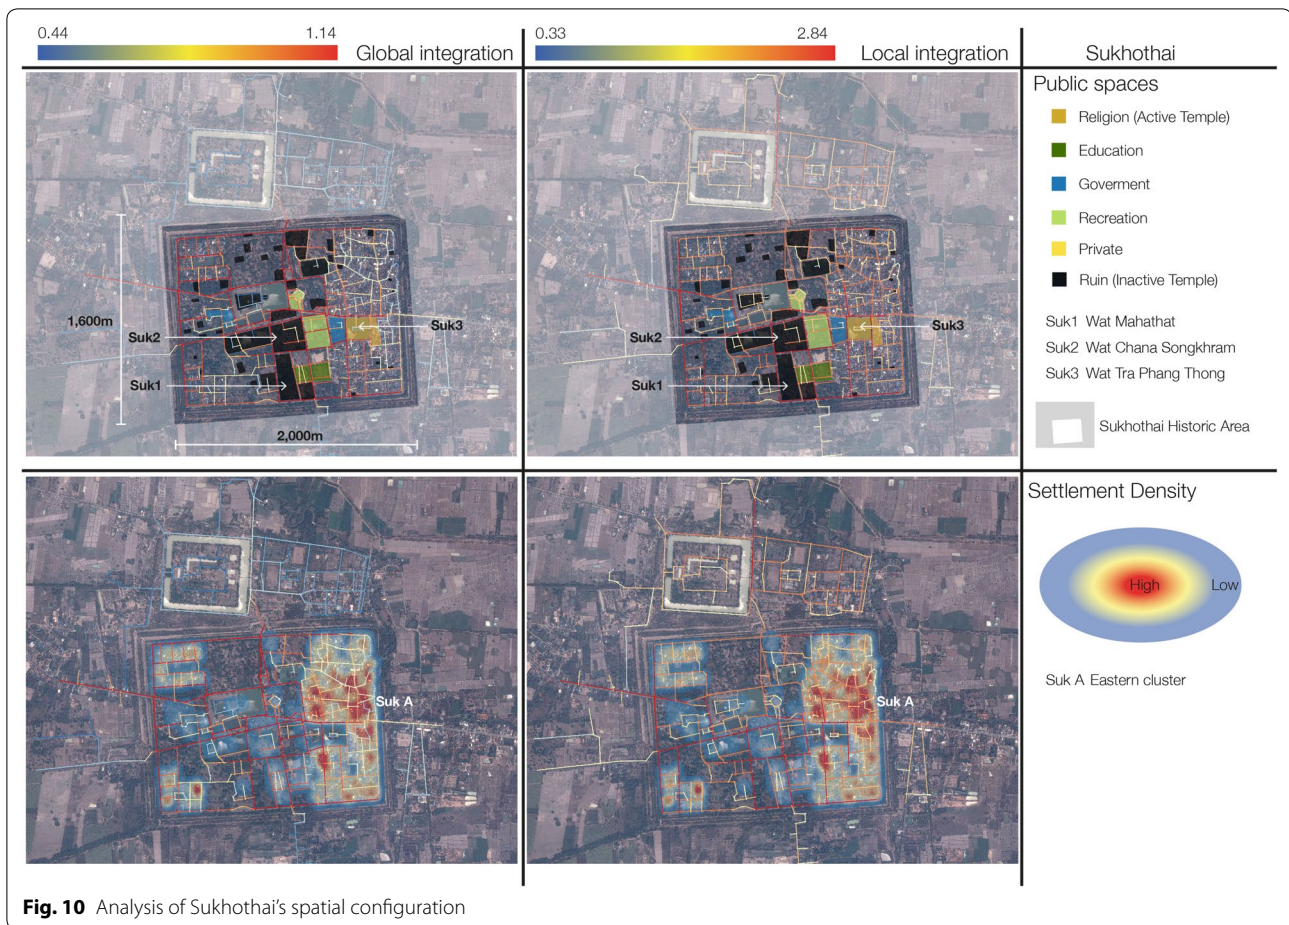 0.44 1.14 Global integration
0.33 2.84 Local integration
Sukhothai
Public spaces
Religion (Active Temple)
Education
Goverment
Recreation
Private
Ruin (Inactive Temple)
Suk1 Wat Mahathat
Suk2 Wat Chana Songkhram
Suk3 Wat Tra Phang Thong
Sukhothai Historic Area
1,600m
Suk2
Suk3
Suk1
2,000m
Suk2
Suk3
Suk1
Settlement Density
High Low
Suk A Eastern cluster
Suk A
Suk A
Fig. 10 Analysis of Sukhothai's spatial configuration